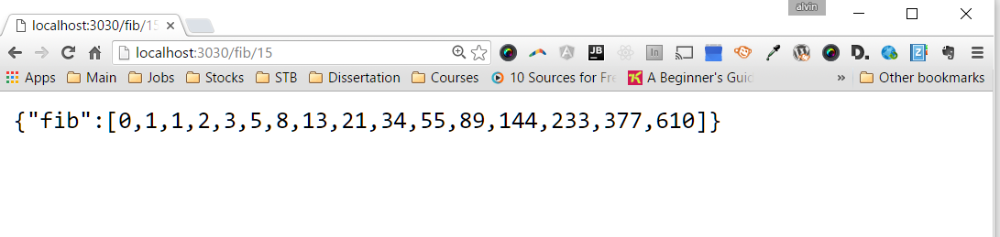 alvin
localhost:3030/fib/15
localhost:3030/fib/15
JB
In
D.
Z
Apps Main Jobs Stocks STB Dissertation Courses 10 Sources for Fre A Beginner's Guid » Other bookmarks
{"fib":[0,1,1,2,3,5,8,13,21,34,55,89,144,233,377,610]}